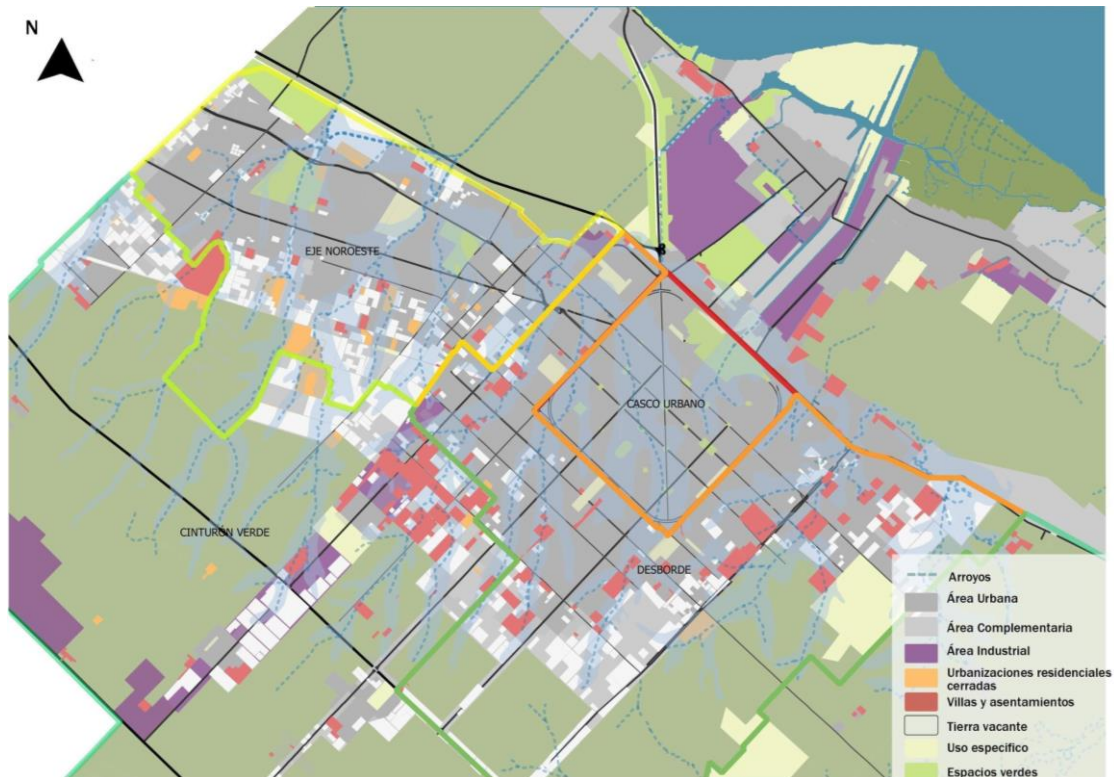 N
EJE NOROESTE
CASCO URBANO
CINTURÓN VERDE
DESBORDE
Arroyos
Área Urbana
Área Complementaria
Área Industrial
Urbanizaciones residenciales
cerradas
Villas y asentamientos
Tierra vacante
Uso específico
Espacios verdes